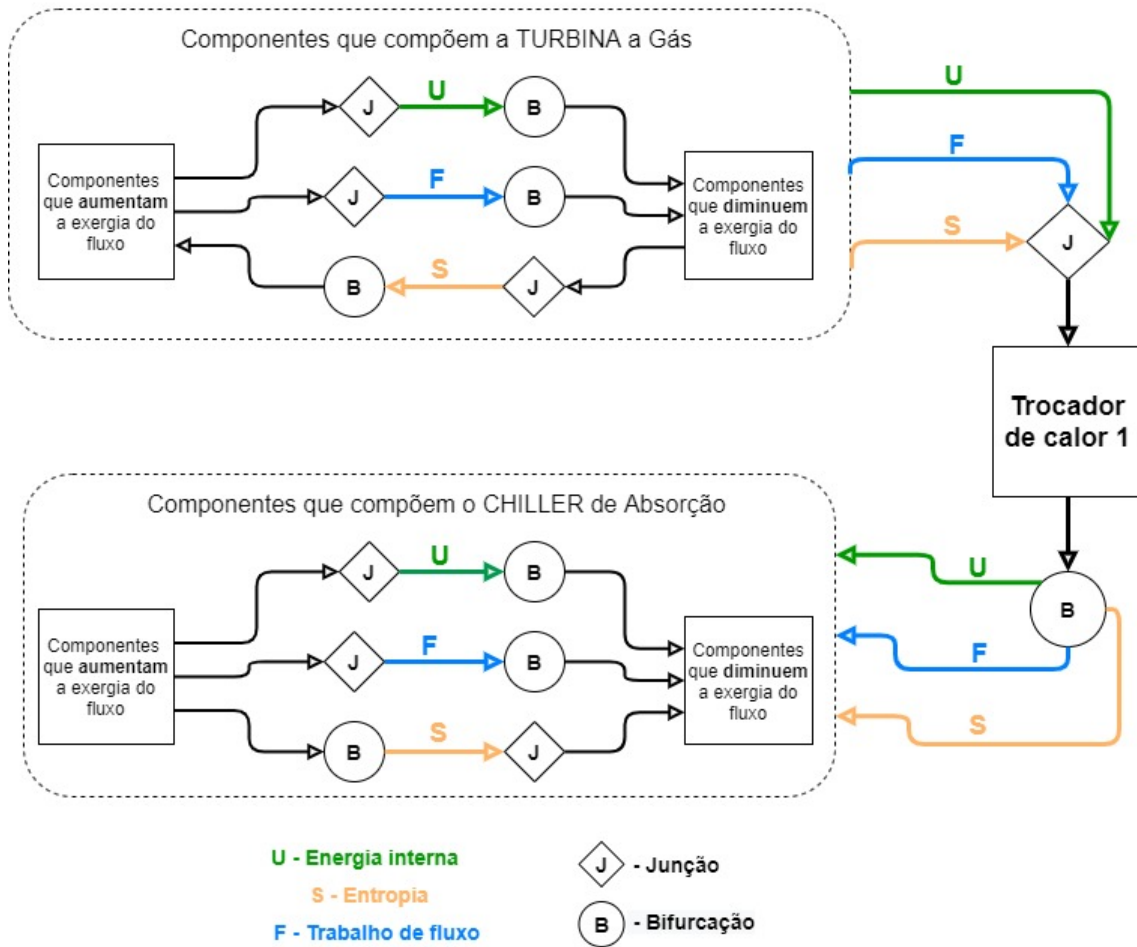 Componentes que compõem a TURBINA a Gás
U
J
U
B
Componentes
que aumentam
a exergia do
fluxo
J
F
B
Componentes
que diminuem
a exergia do
fluxo
F
S
J
B
S
J
Trocador
de calor 1
Componentes que compõem o CHILLER de Absorção
J
U
B
U
B
Componentes
que aumentam
a exergia do
fluxo
J
F
B
Componentes
que diminuem
a exergia do
fluxo
F
B
S
J
S
U - Energia interna
S - Entropia
F - Trabalho de fluxo
J - Junção
B - Bifurcação